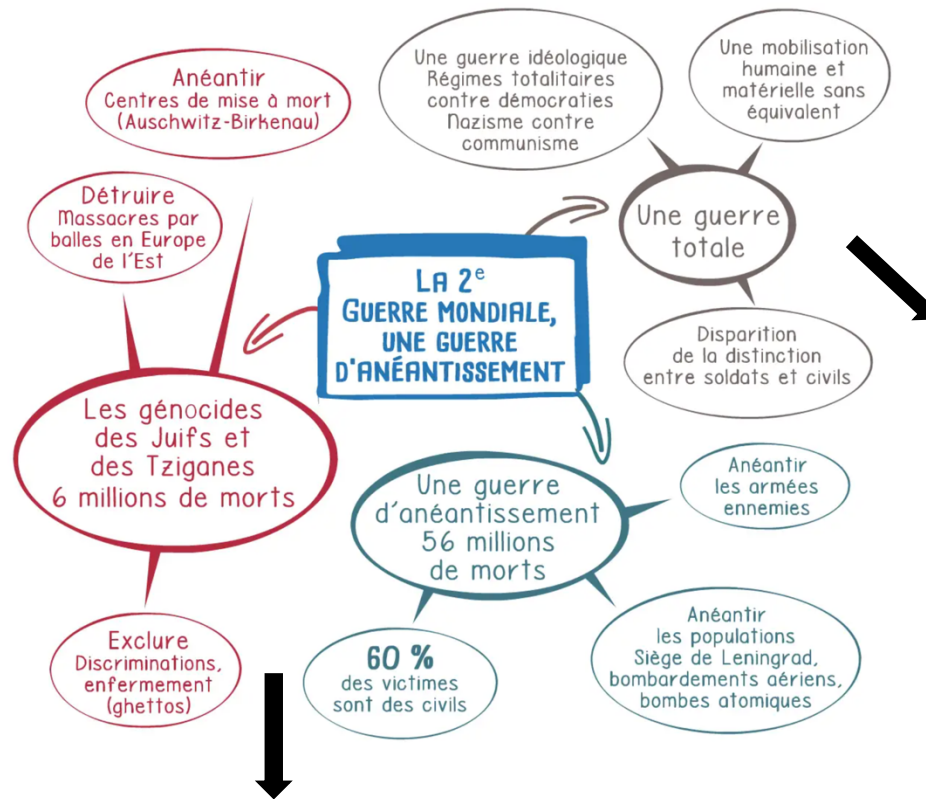 LA 2e
GUERRE MONDIALE,
UNE GUERRE
D'ANÉANTISSEMENT
Anéantir
Centres de mise à mort
(Auschwitz-Birkenau)
Détruire
Massacres par
balles en Europe
de l'Est
Les génocides
des Juifs et
des Tziganes
6 millions de morts
Exclure
Discriminations,
enfermement
(ghettos)
Une guerre idéologique
Régimes totalitaires
contre démocraties
Nazisme contre
communisme
Une mobilisation
humaine et
matérielle sans
équivalent
Une guerre
totale
Disparition
de la distinction
entre soldats et civils
Une guerre
d'anéantissement
56 millions
de morts
Anéantir
les armées
ennemies
Anéantir
les populations
Siège de Leningrad,
bombardements aériens,
bombes atomiques
60 %
des victimes
sont des civils